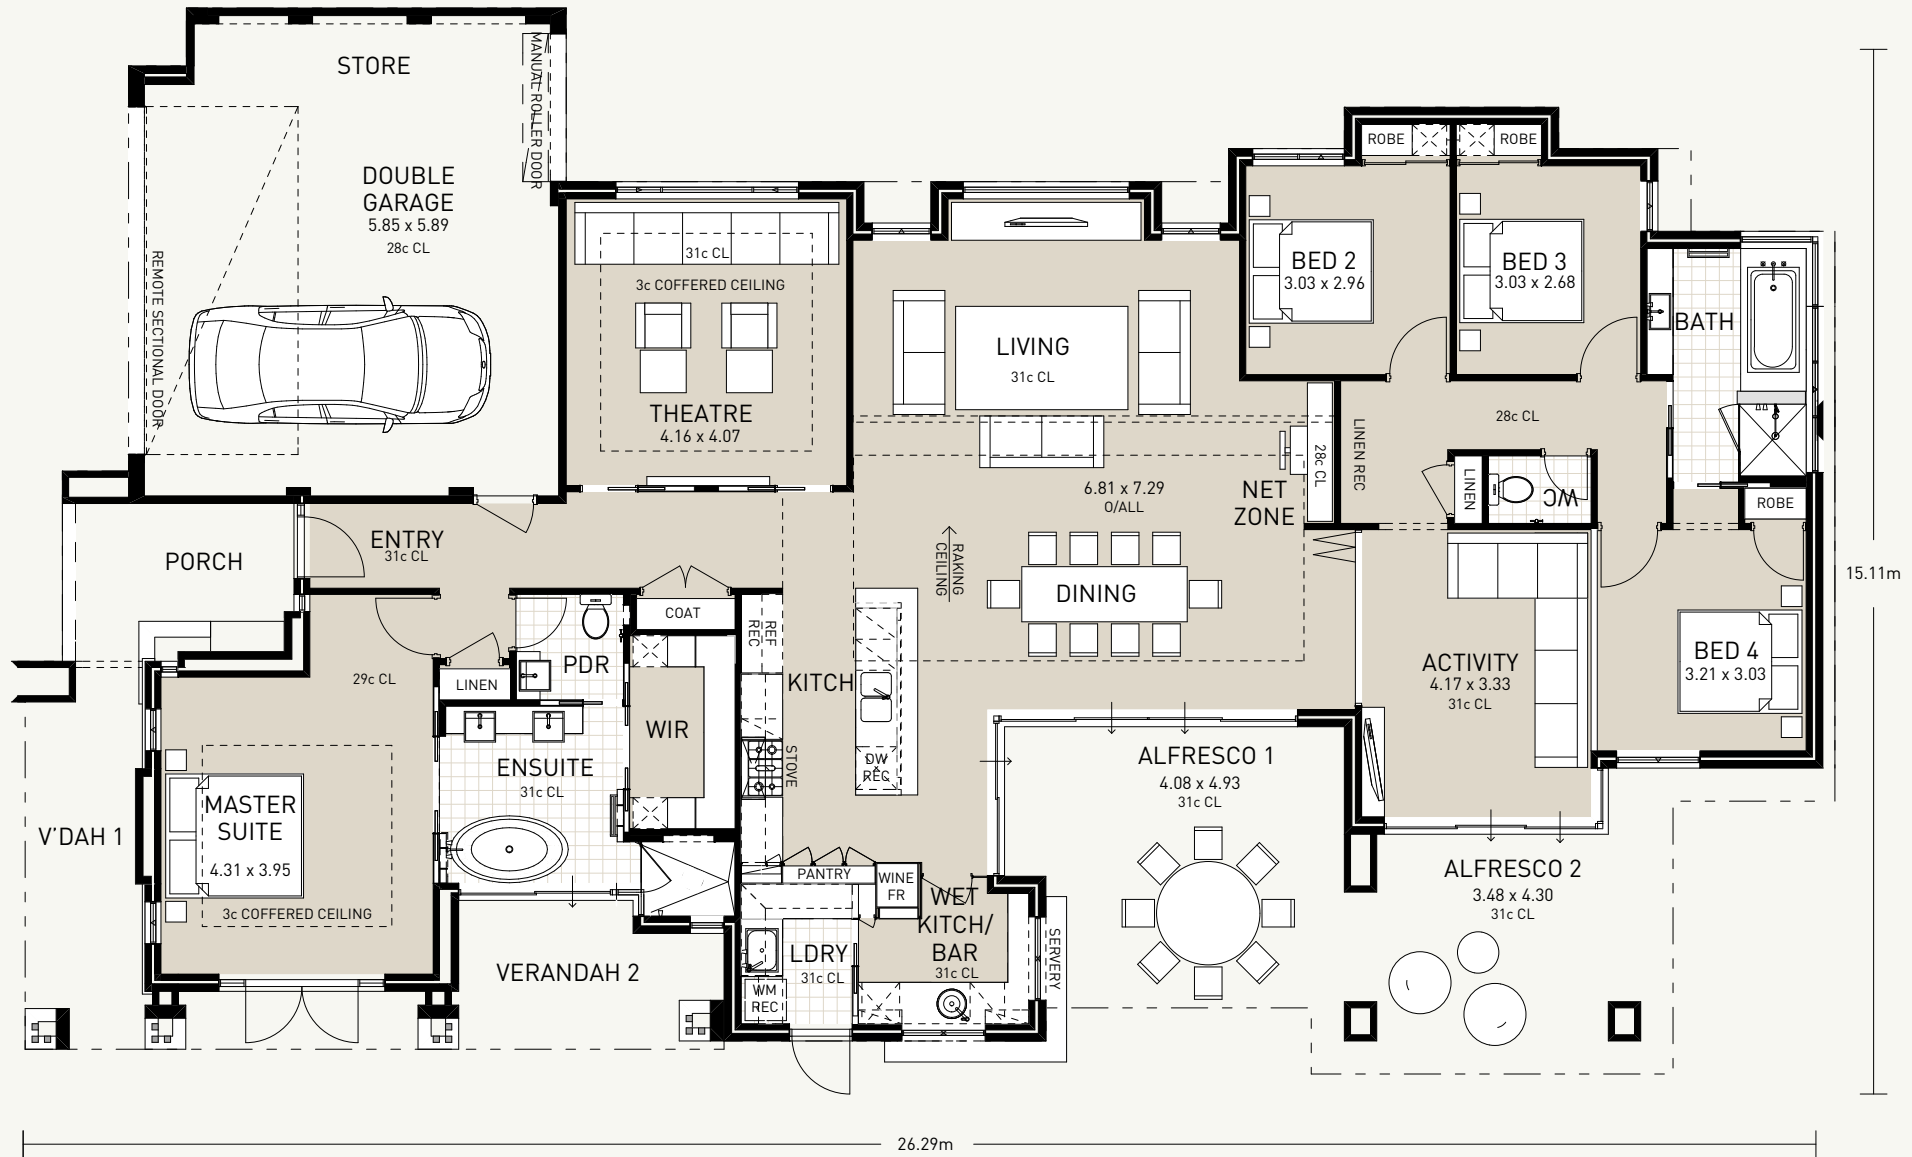 STORE
MANUAL ROLLER DOOR
DOUBLE
GARAGE
5.85 x 5.89
28c CL
REMOTE SECTIONAL DOOR
31c CL
3c COFFERED CEILING
THEATRE
4.16 x 4.07
LIVING
31c CL
ROBE
ROBE
BED 2
3.03 x 2.96
BED 3
3.03 x 2.68
BATH
28c CL
LINEN REC
28c CL
6.81 x 7.29
O/ALL
NET
ZONE
LINEN
WC
ROBE
PORCH
ENTRY
31c CL
RAKING
CEILING
DINING
15.11m
COAT
REF
REC
PDR
KITCH
29c CL
LINEN
WIR
ACTIVITY
4.17 x 3.33
31c CL
BED 4
3.21 x 3.03
STOVE
DW
REC
ENSUITE
31c CL
ALFRESCO 1
4.08 x 4.93
31c CL
V'DAH 1
MASTER
SUITE
4.31 x 3.95
3c COFFERED CEILING
PANTRY
WINE
FR
WET
KITCH/
BAR
31c CL
ALFRESCO 2
3.48 x 4.30
31c CL
VERANDAH 2
LDRY
31c CL
WM
REC
SERVERY
26.29m